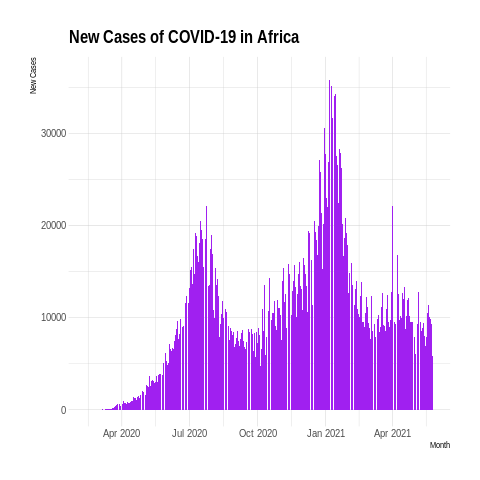 New Cases of COVID-19 in Africa
New Cases
30000
20000
10000
0
Apr 2020 Jul 2020 Oct 2020 Jan 2021 Apr 2021
Month